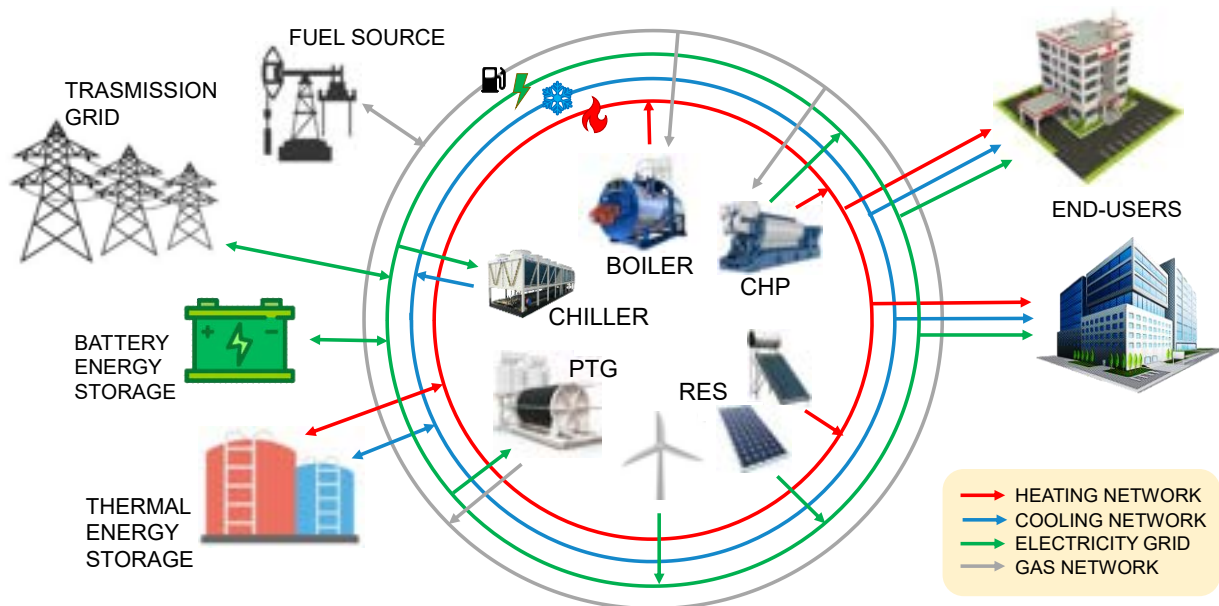 FUEL SOURCE
TRASMISSION
GRID
END-USERS
BOILER
CHP
CHILLER
BATTERY
ENERGY
STORAGE
PTG
RES
THERMAL
ENERGY
STORAGE
HEATING NETWORK
COOLING NETWORK
ELECTRICITY GRID
GAS NETWORK